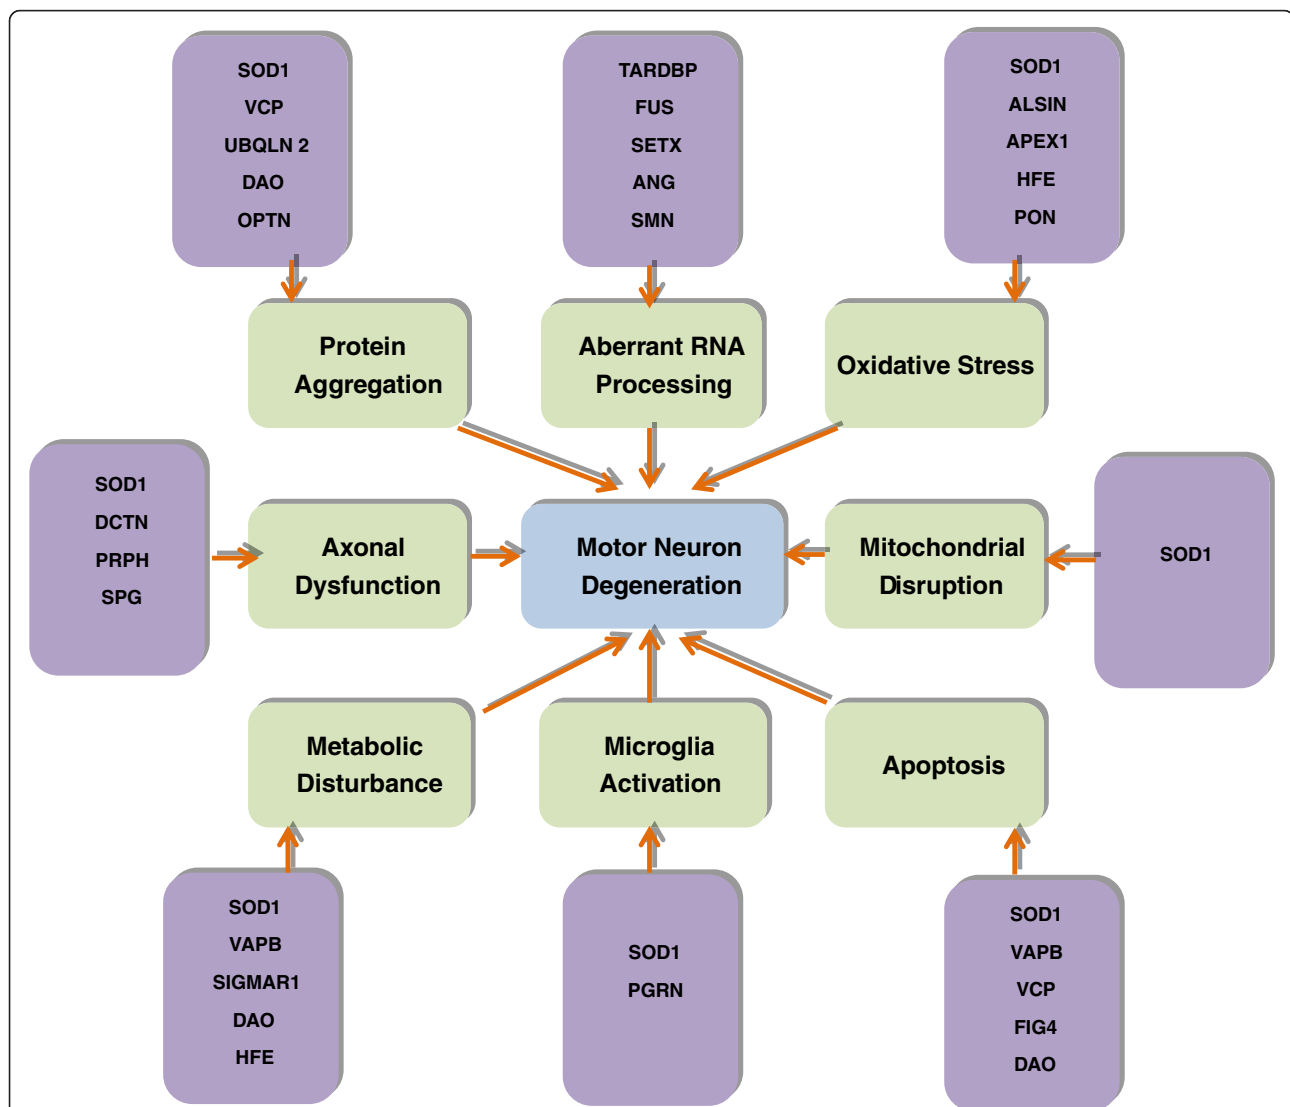 SOD1
VCP
UBQLN 2
DAO
OPTN
TARDBP
FUS
SETX
ANG
SMN
SOD1
ALSIN
APEX1
HFE
PON
Protein
Aggregation
Aberrant RNA
Processing
Oxidative Stress
SOD1
DCTN
PRPH
SPG
Axonal
Dysfunction
Motor Neuron
Degeneration
Mitochondrial
Disruption
SOD1
Metabolic
Disturbance
Microglia
Activation
Apoptosis
SOD1
VAPB
SIGMAR1
DAO
HFE
SOD1
PGRN
SOD1
VAPB
VCP
FIG4
DAO